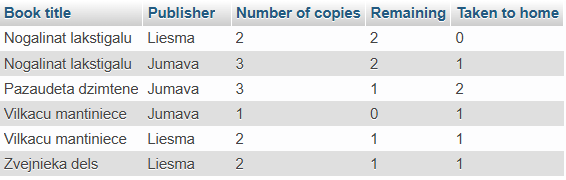 Book title Publisher Number of copies Remaining Taken to home
Nogalinat lakstigalu Liesma 2 2 0
Nogalinat lakstigalu Jumava 3 2 1
Pazaudeta dzimtene Jumava 3 1 2
Vilkacu mantiniece Jumava 1 0 1
Vilkacu mantiniece Liesma 2 1 1
Zvejnieka dels Liesma 2 1 1